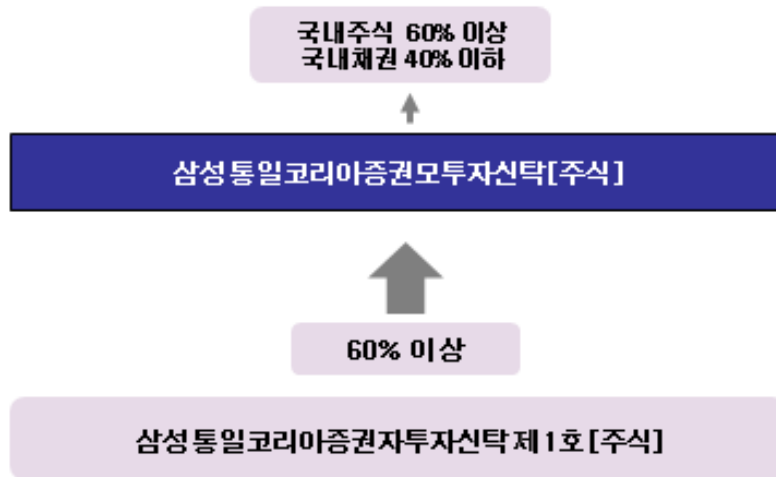 국내주식 60% 이상
국내채권 40% 이하
삼성통일코리아증권모투자신탁[주식]
60% 이상
삼성통일코리아증권자투자신탁 제1호[주식]